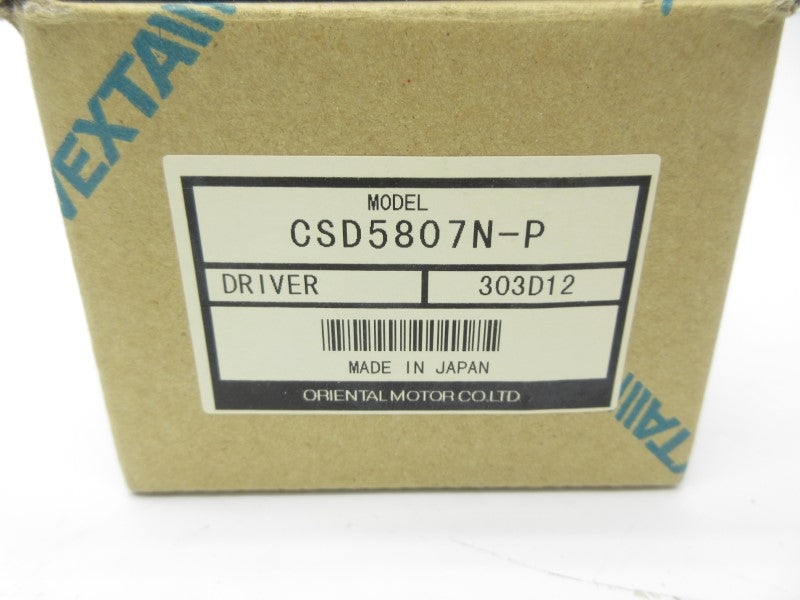 VEXTA
MODEL
CSD5807N-P
DRIVER 303D12
MADE IN JAPAN
ORIENTAL MOTOR CO.LTD